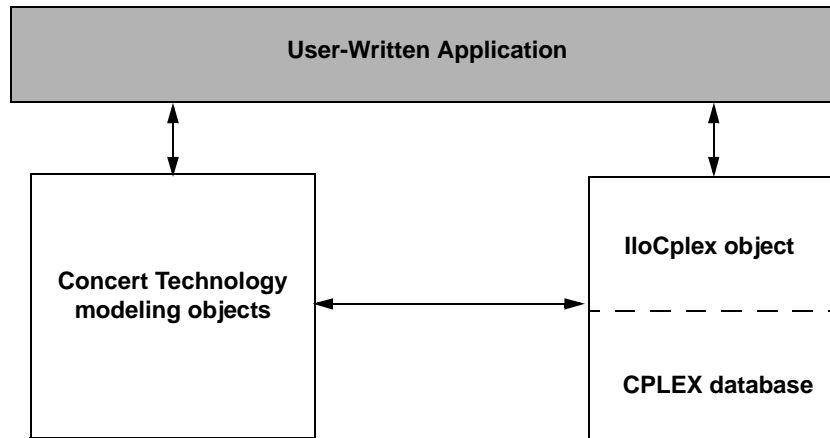 User-Written Application
Concert Technology
modeling objects
IloCplex object
CPLEX database